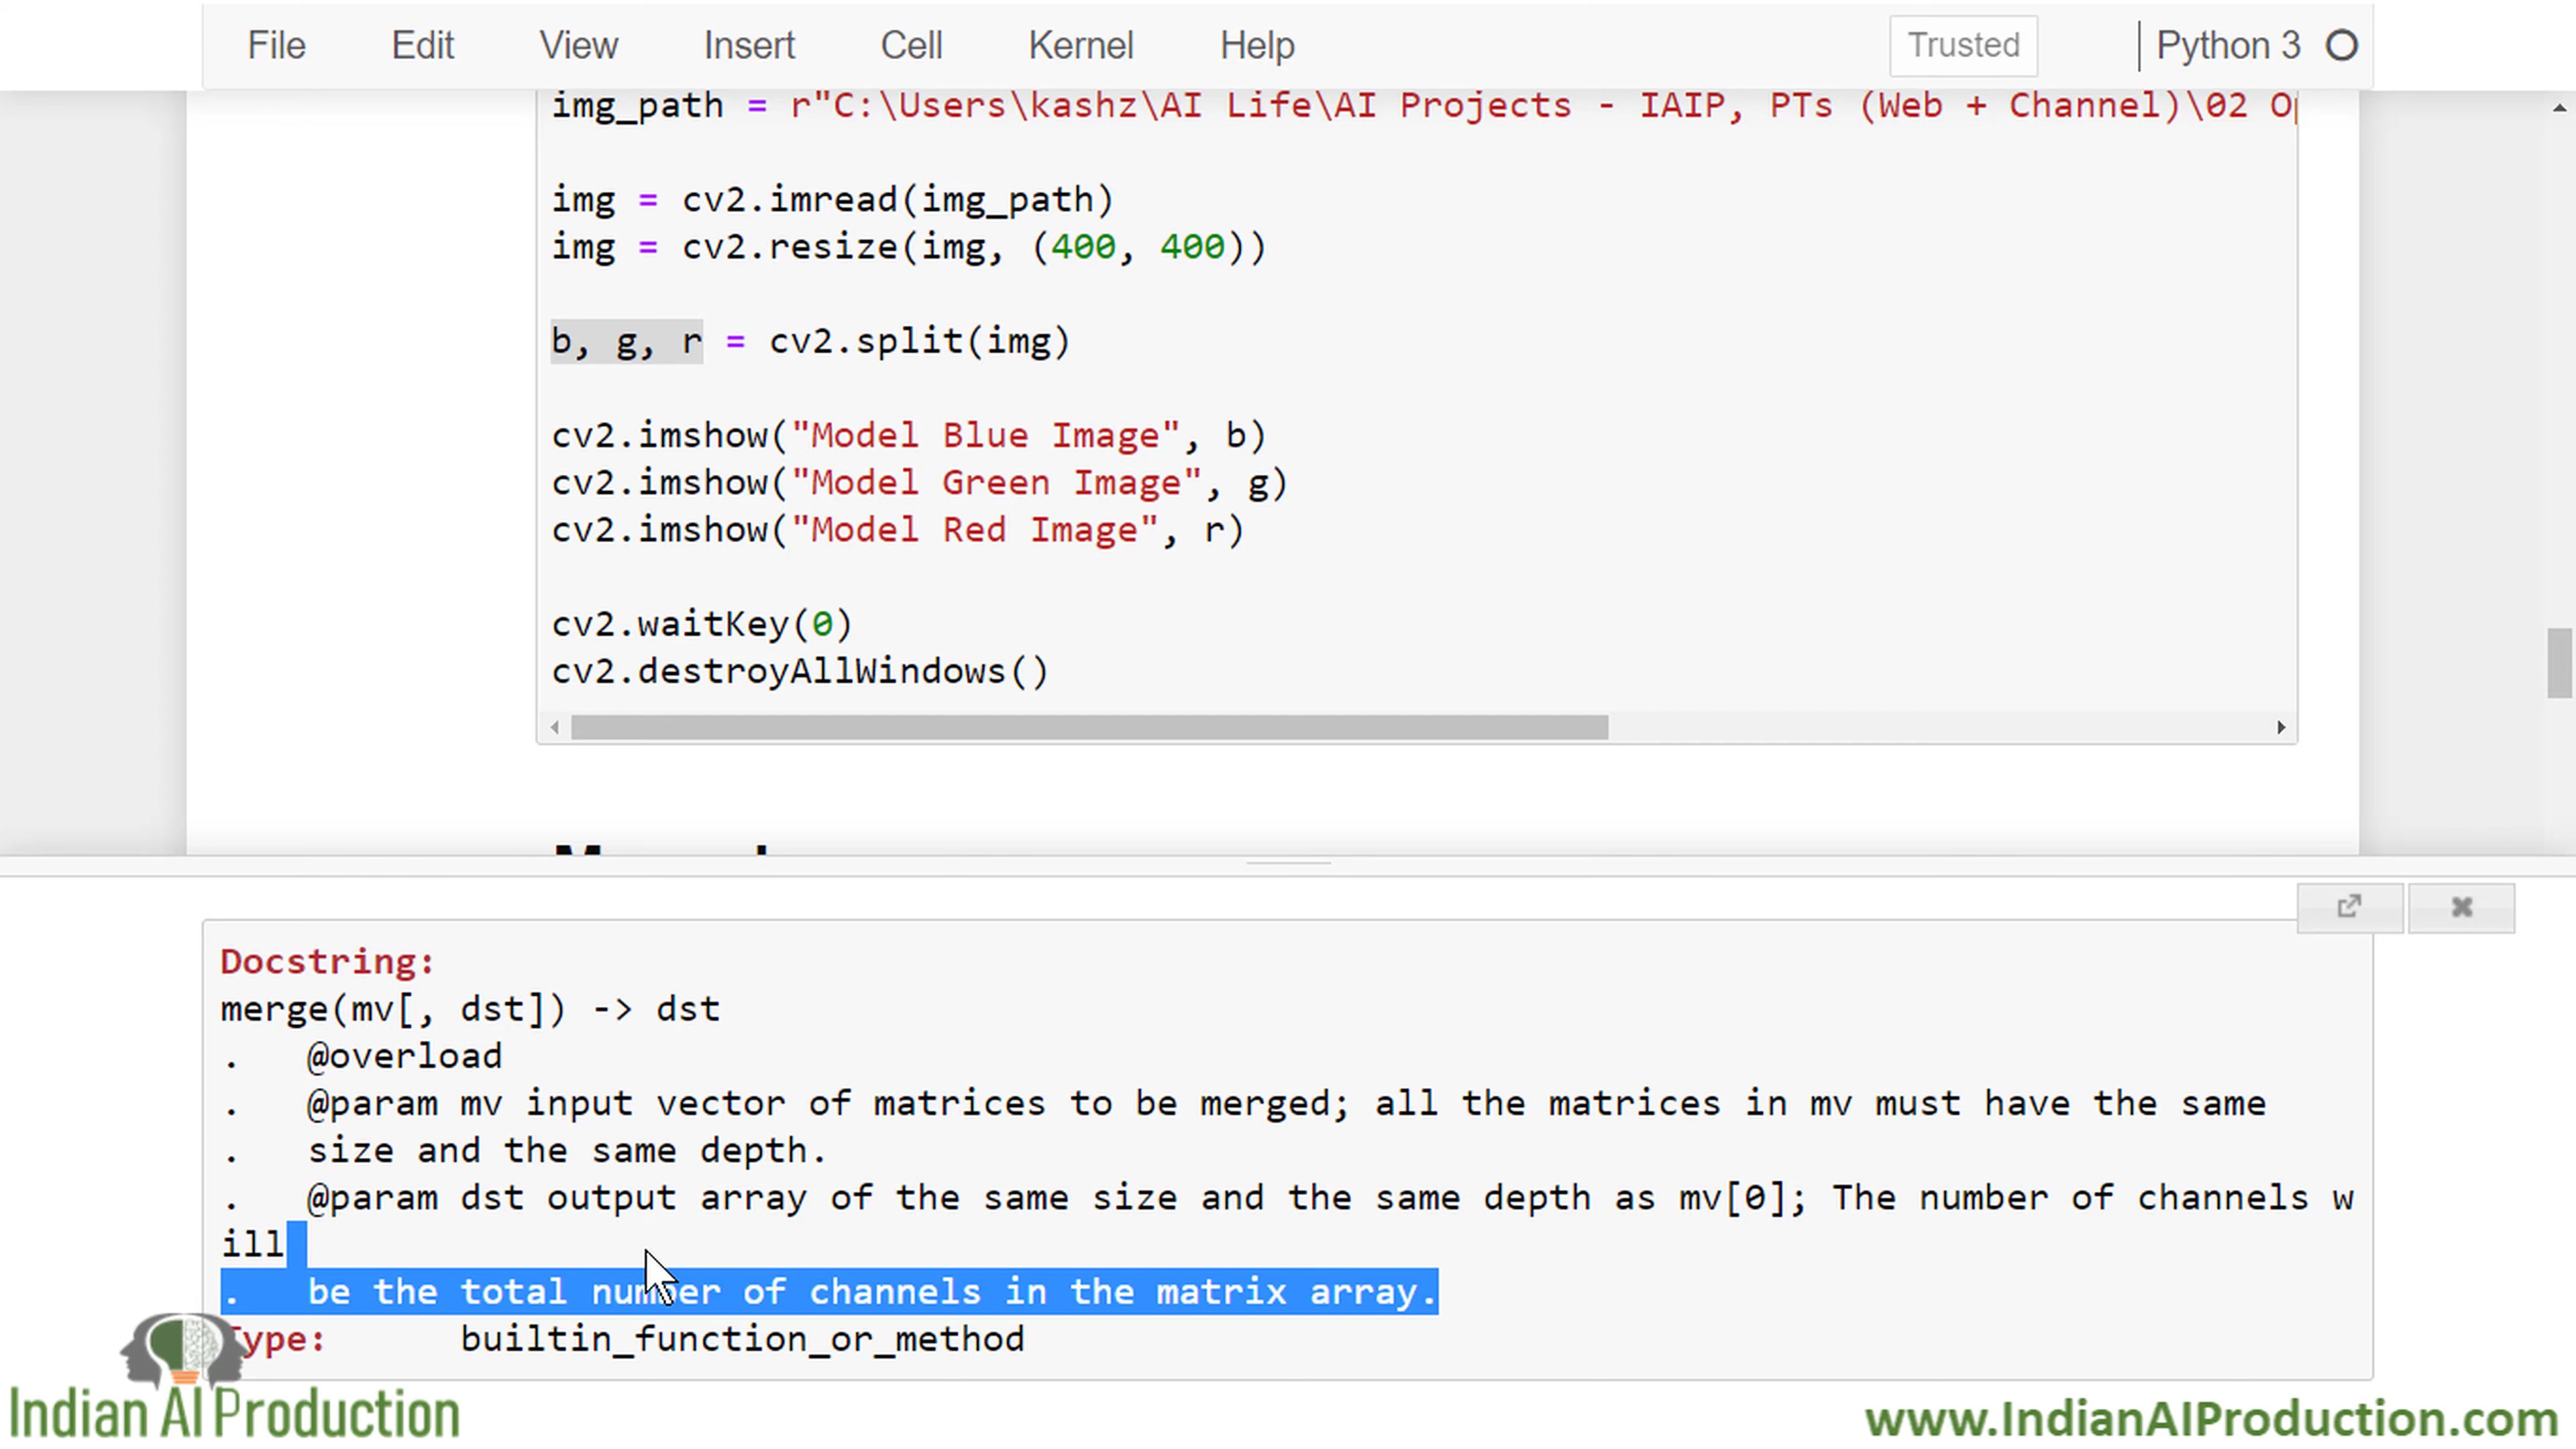 File Edit View Insert Cell Kernel Help Trusted Python 3
img_path = r"C:\Users\kashz\AI Life\AI Projects - IAIP, PTs (Web + Channel)\02 Op
img = cv2.imread(img_path)
img = cv2.resize(img, (400, 400))
b, g, r = cv2.split(img)
cv2.imshow("Model Blue Image", b)
cv2.imshow("Model Green Image", g)
cv2.imshow("Model Red Image", r)
cv2.waitKey(0)
cv2.destroyAllWindows()
Docstring:
merge(mv[, dst]) -> dst
.   @overload
.   @param mv input vector of matrices to be merged; all the matrices in mv must have the same
.   size and the same depth.
.   @param dst output array of the same size and the same depth as mv[0]; The number of channels w
ill
.   be the total number of channels in the matrix array.
Type:      builtin_function_or_method
Indian AI Production
www.IndianAIProduction.com